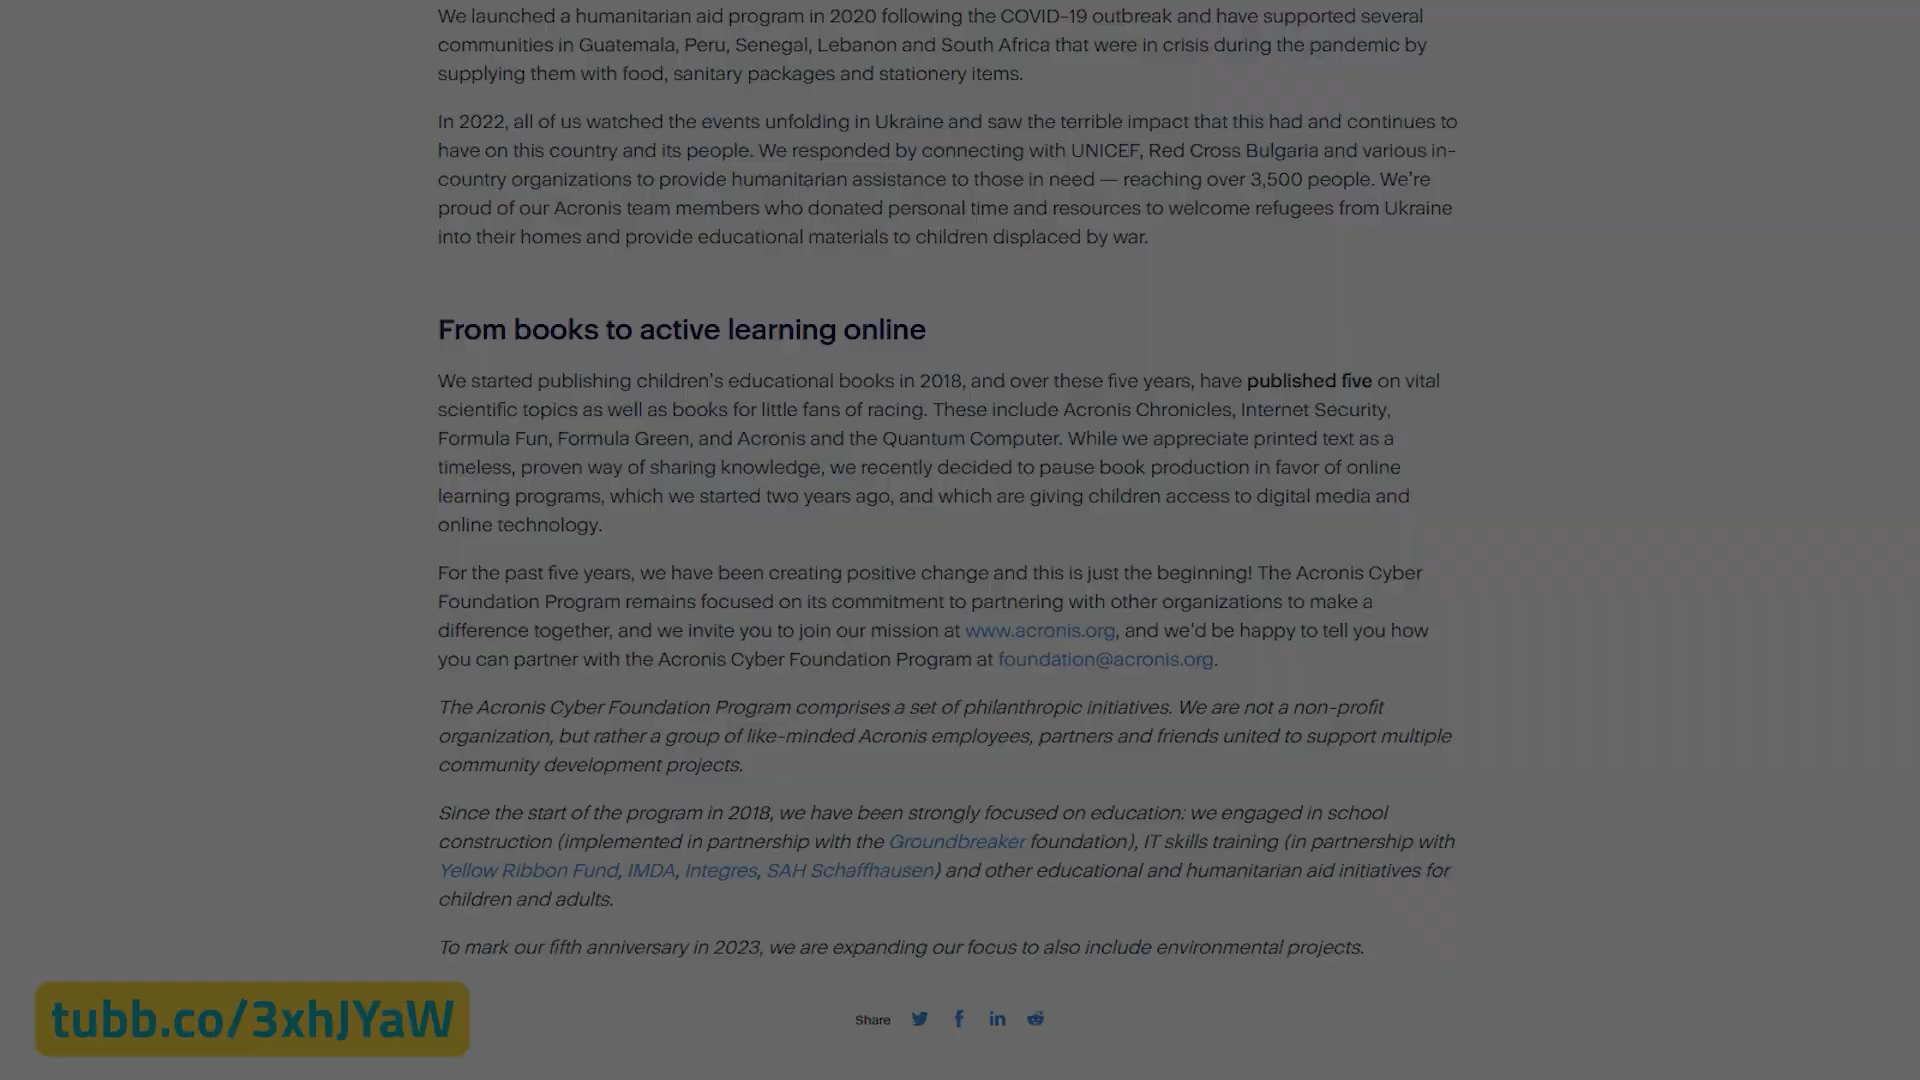 We launched a humanitarian aid program in 2020 following the COVID-19 outbreak and have supported several
communities in Guatemala, Peru, Senegal, Lebanon and South Africa that were in crisis during the pandemic by
supplying them with food, sanitary packages and stationery items.
In 2022, all of us watched the events unfolding in Ukraine and saw the terrible impact that this had and continues to
have on this country and its people. We responded by connecting with UNICEF, Red Cross Bulgaria and various in-
country organizations to provide humanitarian assistance to those in need — reaching over 3,500 people. We're
proud of our Acronis team members who donated personal time and resources to welcome refugees from Ukraine
into their homes and provide educational materials to children displaced by war.
From books to active learning online
We started publishing children's educational books in 2018, and over these five years, have published five on vital
scientific topics as well as books for little fans of racing. These include Acronis Chronicles, Internet Security,
Formula Fun, Formula Green, and Acronis and the Quantum Computer. While we appreciate printed text as a
timeless, proven way of sharing knowledge, we recently decided to pause book production in favor of online
learning programs, which we started two years ago, and which are giving children access to digital media and
online technology.
For the past five years, we have been creating positive change and this is just the beginning! The Acronis Cyber
Foundation Program remains focused on its commitment to partnering with other organizations to make a
difference together, and we invite you to join our mission at www.acronis.org, and we'd be happy to tell you how
you can partner with the Acronis Cyber Foundation Program at foundation@acronis.org.
The Acronis Cyber Foundation Program comprises a set of philanthropic initiatives. We are not a non-profit
organization, but rather a group of like-minded Acronis employees, partners and friends united to support multiple
community development projects.
Since the start of the program in 2018, we have been strongly focused on education: we engaged in school
construction (implemented in partnership with the Groundbreaker foundation), IT skills training (in partnership with
Yellow Ribbon Fund, IMDA, Integres, SAH Schaffhausen) and other educational and humanitarian aid initiatives for
children and adults.
To mark our fifth anniversary in 2023, we are expanding our focus to also include environmental projects.
Share
tubb.co/3xhJYaW